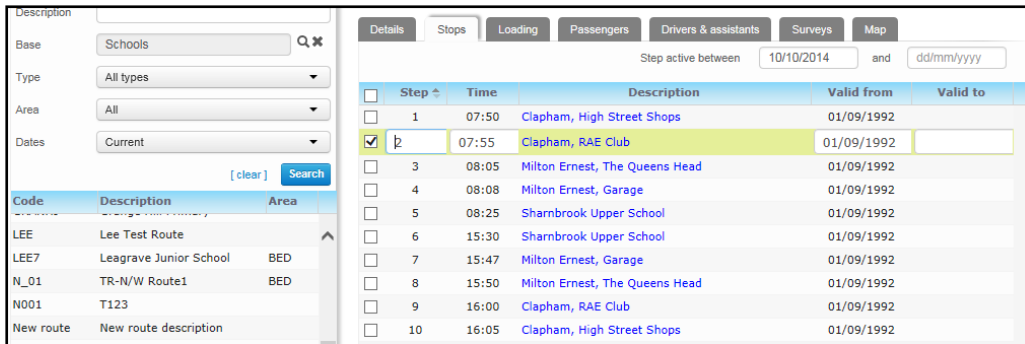 Description
Base Schools
Type All types
Area All
Dates Current
[ clear ] Search
Code Description Area
LEE Lee Test Route
LEE7 Leagrave Junior School BED
N_01 TR-N/W Route1 BED
N001 T123
New route New route description
Details Stops Loading Passengers Drivers & assistants Surveys Map
Step active between 10/10/2014 and dd/mm/yyyy
Step Time Description Valid from Valid to
1 07:50 Clapham, High Street Shops 01/09/1992
2 07:55 Clapham, RAE Club 01/09/1992
3 08:05 Milton Ernest, The Queens Head 01/09/1992
4 08:08 Milton Ernest, Garage 01/09/1992
5 08:25 Sharnbrook Upper School 01/09/1992
6 15:30 Sharnbrook Upper School 01/09/1992
7 15:47 Milton Ernest, Garage 01/09/1992
8 15:50 Milton Ernest, The Queens Head 01/09/1992
9 16:00 Clapham, RAE Club 01/09/1992
10 16:05 Clapham, High Street Shops 01/09/1992